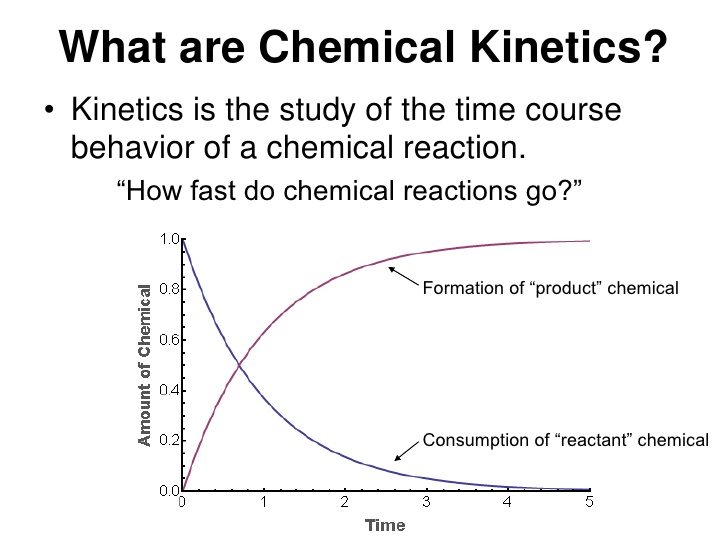 What are Chemical Kinetics?
• Kinetics is the study of the time course
behavior of a chemical reaction.
“How fast do chemical reactions go?”
1.0
0.8
0.6
0.4
0.2
0.0
Amount of Chemical
Formation of “product” chemical
Consumption of “reactant” chemical
0 1 2 3 4 5
Time